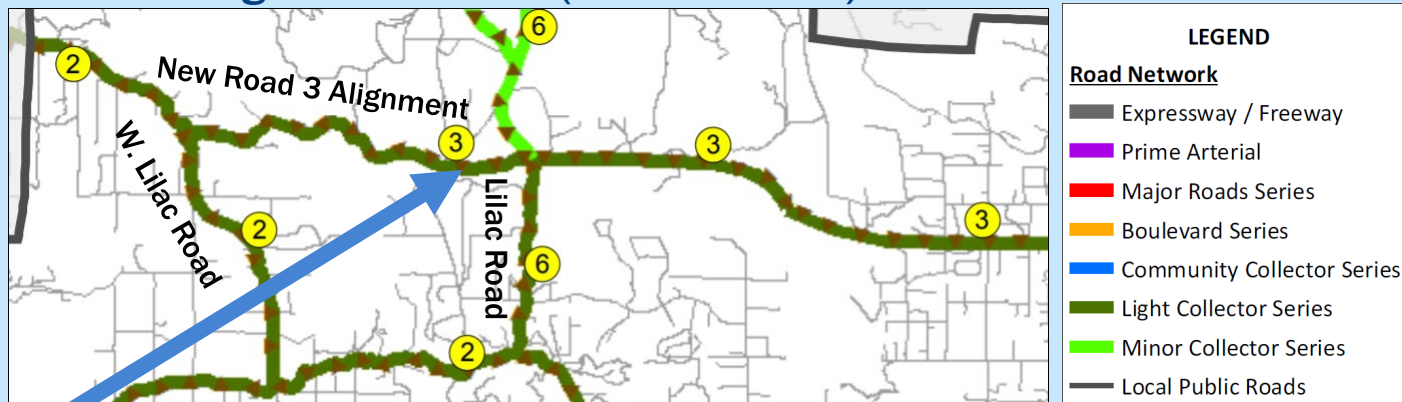 6
2
New Road 3 Alignment
3
3
W. Lilac Road
Lilac Road
2
3
6
2
LEGEND
Road Network
Expressway / Freeway
Prime Arterial
Major Roads Series
Boulevard Series
Community Collector Series
Light Collector Series
Minor Collector Series
Local Public Roads